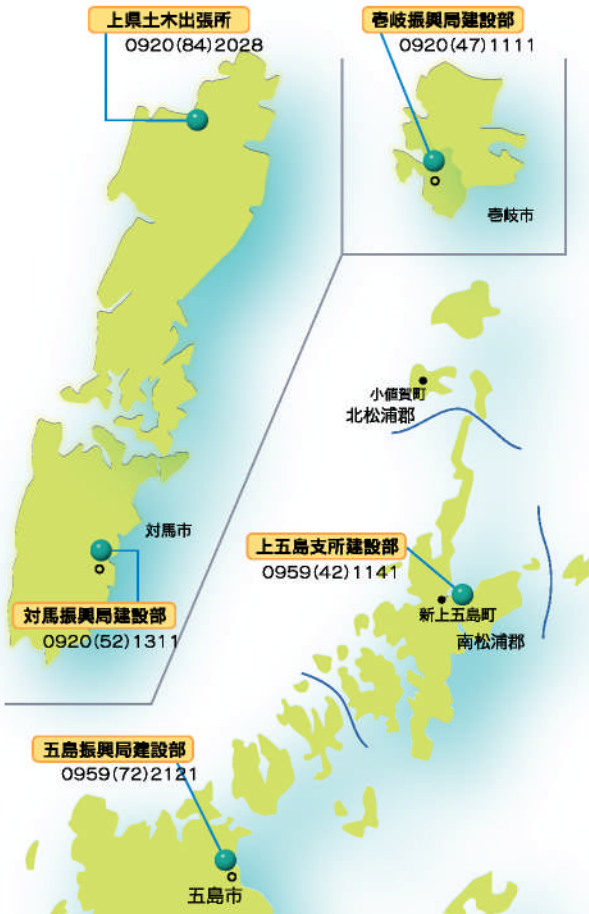 上県土木出張所
0920(84)2028
壱岐振興局建設部
0920(47)1111
壱岐市
小値賀町
北松浦郡
対馬市
対馬振興局建設部
0920(52)1311
上五島支所建設部
0959(42)1141
新上五島町
南松浦郡
五島振興局建設部
0959(72)2121
五島市